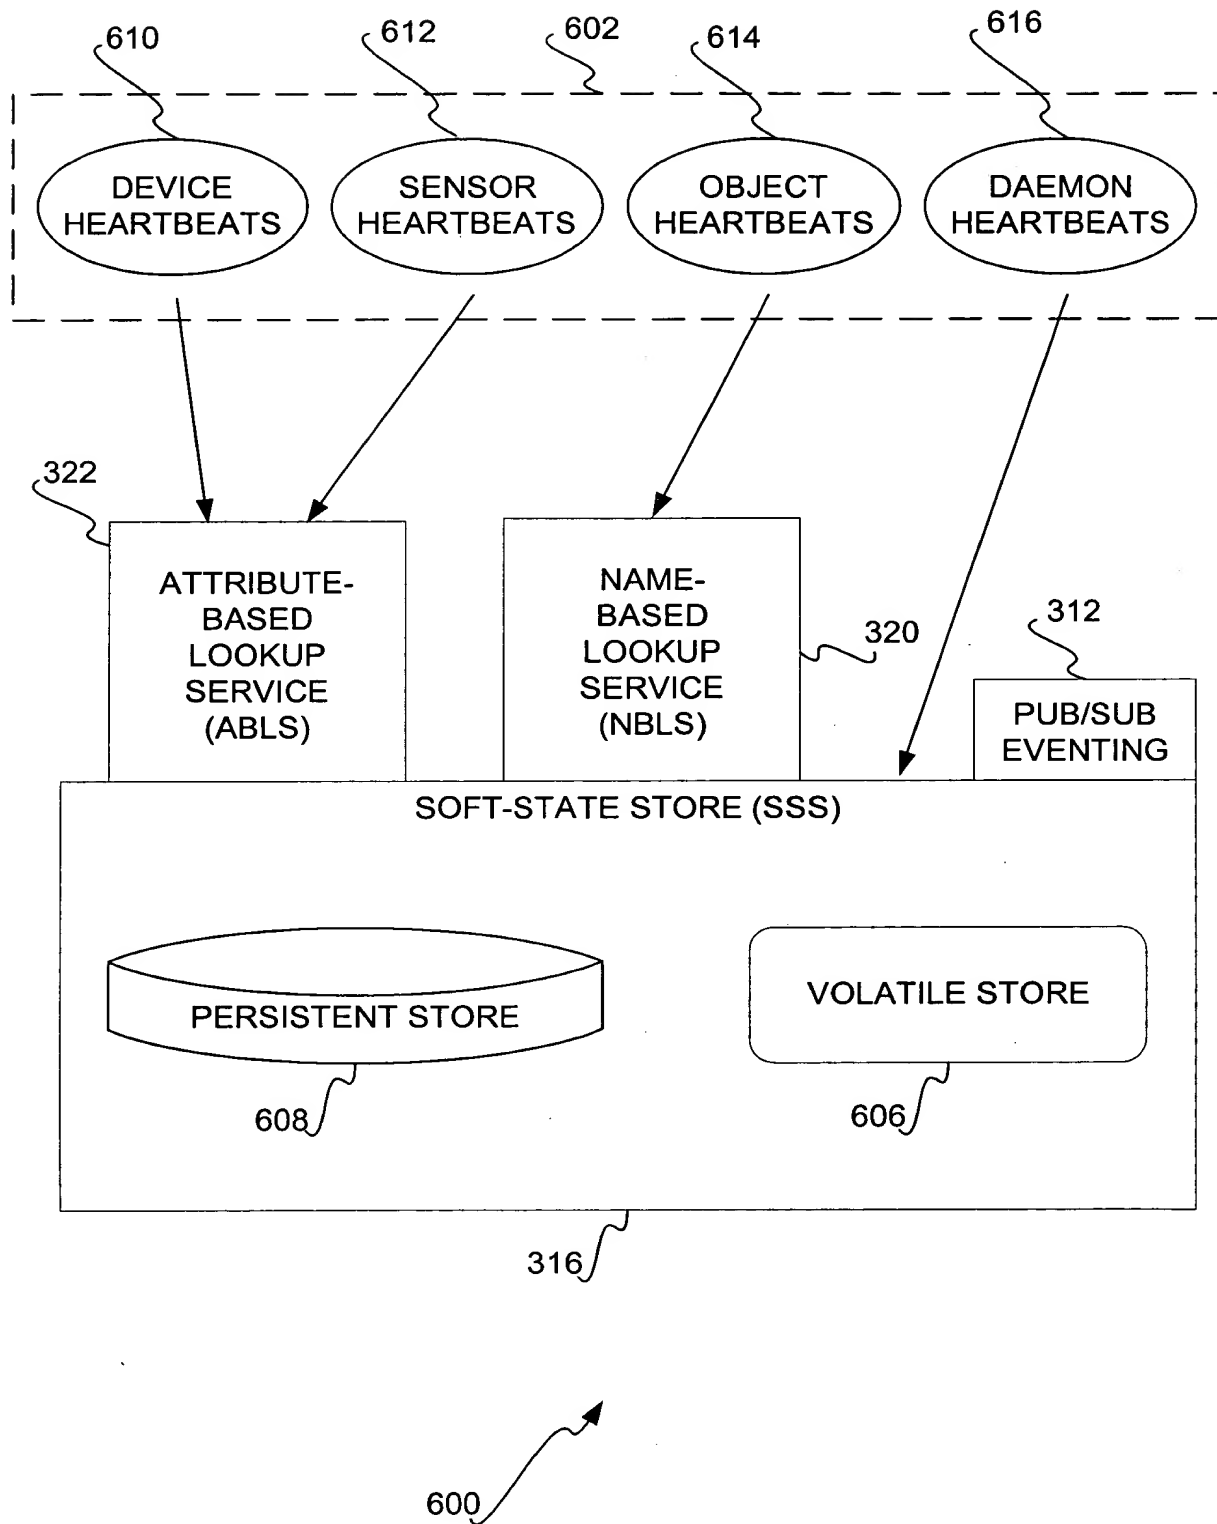 610
612
602
614
616
DEVICE
HEARTBEATS
SENSOR
HEARTBEATS
OBJECT
HEARTBEATS
DAEMON
HEARTBEATS
322
ATTRIBUTE-
BASED
LOOKUP
SERVICE
(ABLS)
NAME-
BASED
LOOKUP
SERVICE
(NBLS)
320
312
PUB/SUB
EVENTING
SOFT-STATE STORE (SSS)
PERSISTENT STORE
VOLATILE STORE
608
606
316
600